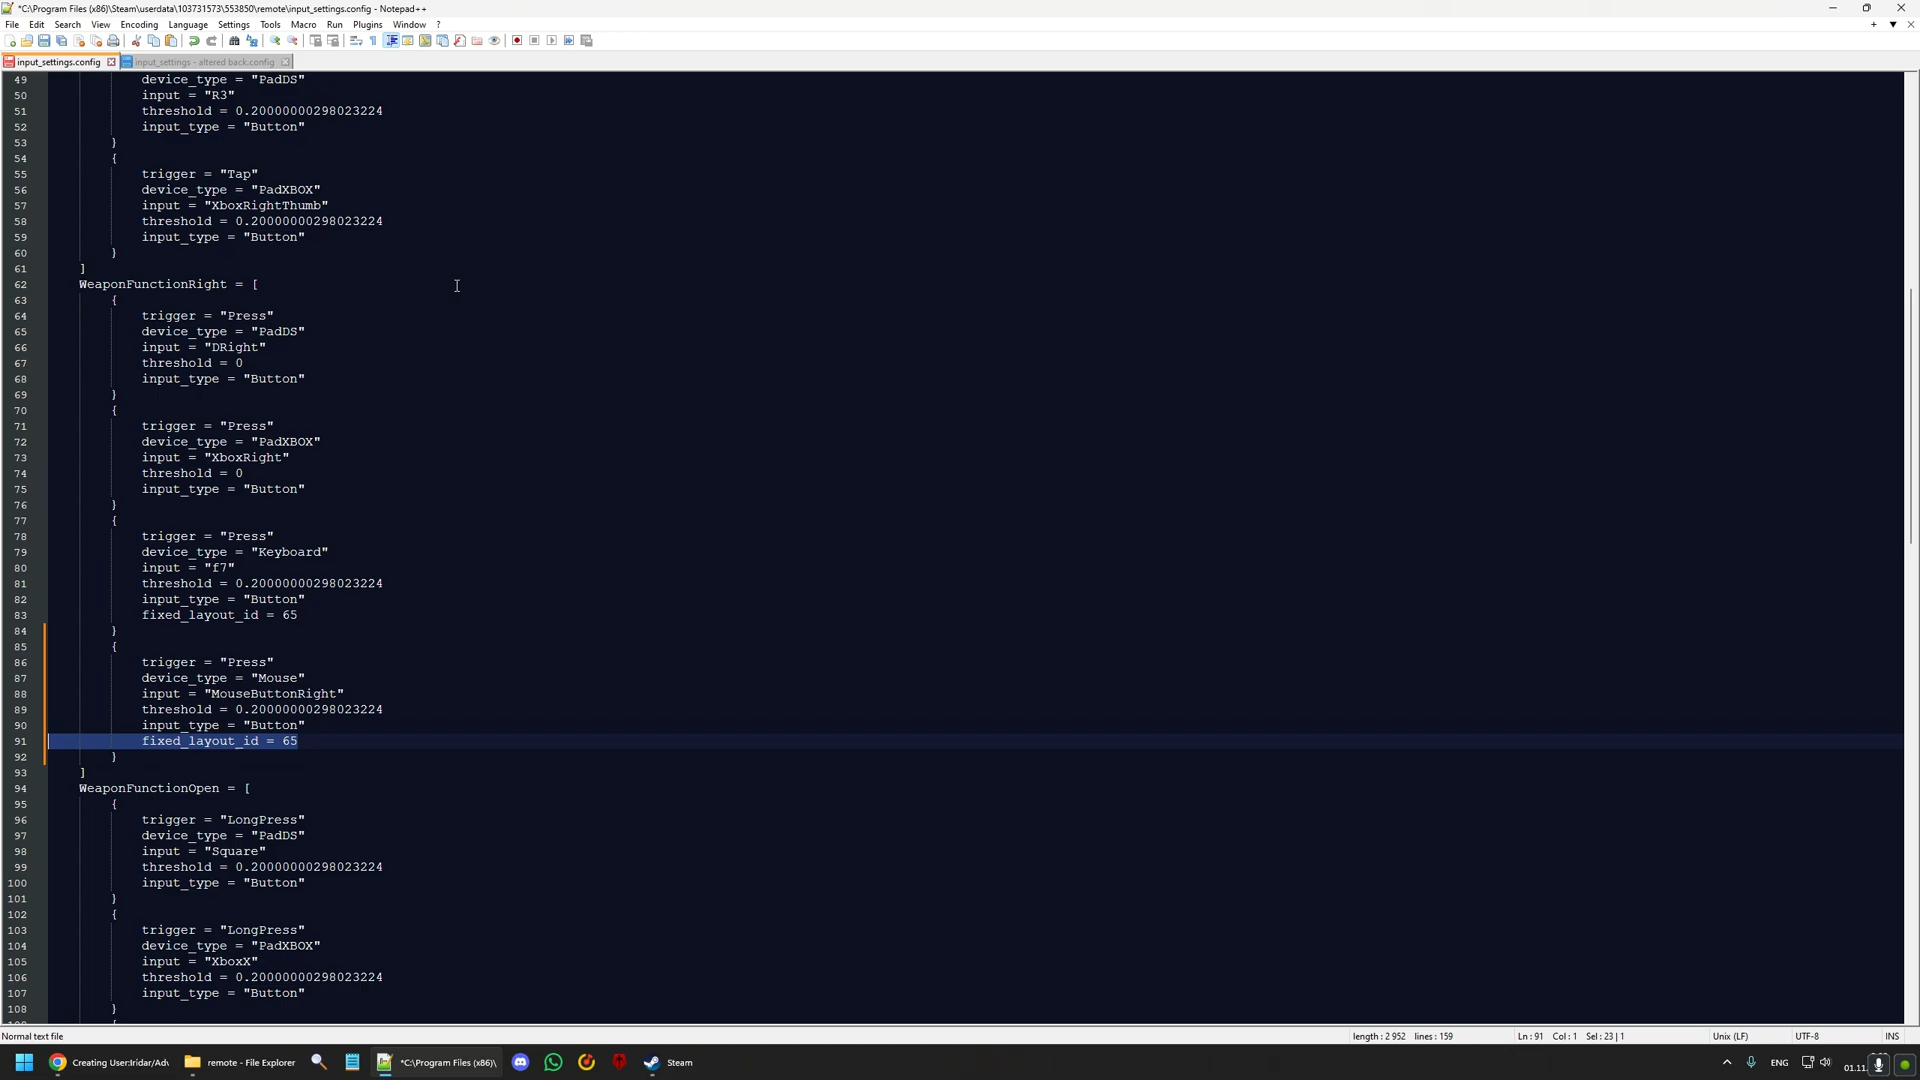 *C:\Program Files (x86)\Steam\userdata\103731573\553850\remote\input_settings.config - Notepad++
File Edit Search View Encoding Language Settings Tools Macro Run Plugins Window ?
input_settings.config input_settings - altered back.config
49 device_type = "PadDS"
50 input = "R3"
51 threshold = 0.20000000298023224
52 input_type = "Button"
53 }
54 {
55 trigger = "Tap"
56 device_type = "PadXBOX"
57 input = "XboxRightThumb"
58 threshold = 0.20000000298023224
59 input_type = "Button"
60 }
61 ]
62 WeaponFunctionRight = [
63 {
64 trigger = "Press"
65 device_type = "PadDS"
66 input = "DRight"
67 threshold = 0
68 input_type = "Button"
69 }
70 {
71 trigger = "Press"
72 device_type = "PadXBOX"
73 input = "XboxRight"
74 threshold = 0
75 input_type = "Button"
76 }
77 {
78 trigger = "Press"
79 device_type = "Keyboard"
80 input = "f7"
81 threshold = 0.20000000298023224
82 input_type = "Button"
83 fixed_layout_id = 65
84 }
85 {
86 trigger = "Press"
87 device_type = "Mouse"
88 input = "MouseButtonRight"
89 threshold = 0.20000000298023224
90 input_type = "Button"
91 fixed_layout_id = 65
92 }
93 ]
94 WeaponFunctionOpen = [
95 {
96 trigger = "LongPress"
97 device_type = "PadDS"
98 input = "Square"
99 threshold = 0.20000000298023224
100 input_type = "Button"
101 }
102 {
103 trigger = "LongPress"
104 device_type = "PadXBOX"
105 input = "XboxX"
106 threshold = 0.20000000298023224
107 input_type = "Button"
108 }
Normal text file length : 2 952 lines : 159 Ln : 91 Col : 1 Sel : 23 | 1 Unix (LF) UTF-8 INS
Creating User:Iridar/Adv remote - File Explorer *C:\Program Files (x86)\ Steam ENG 01.11.